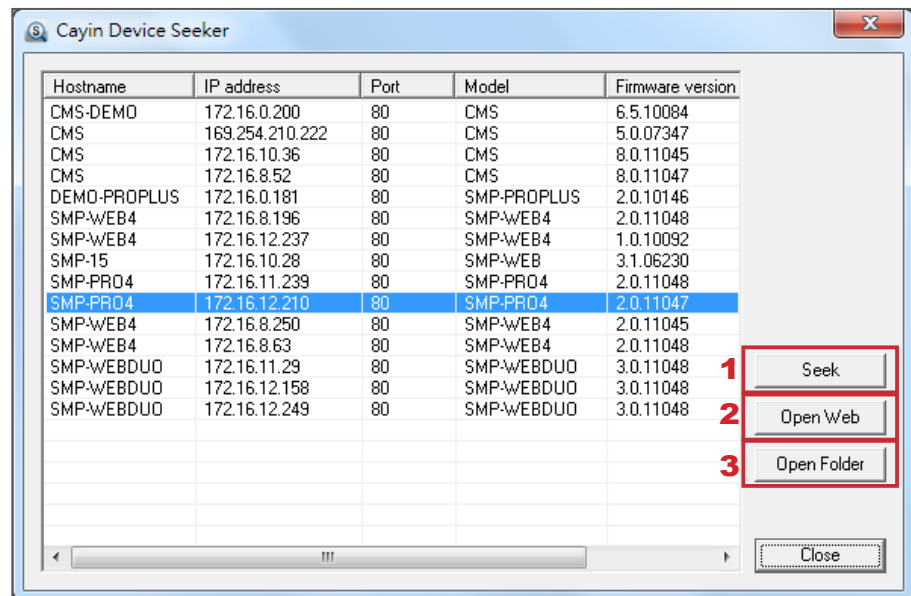 Cayin Device Seeker
Hostname IP address Port Model Firmware version
CMS-DEMO 172.16.0.200 80 CMS 6.5.10084
CMS 169.254.210.222 80 CMS 5.0.07347
CMS 172.16.10.36 80 CMS 8.0.11045
CMS 172.16.8.52 80 CMS 8.0.11047
DEMO-PROPLUS 172.16.0.181 80 SMP-PROPLUS 2.0.10146
SMP-WEB4 172.16.8.196 80 SMP-WEB4 2.0.11048
SMP-WEB4 172.16.12.237 80 SMP-WEB4 1.0.10092
SMP-15 172.16.10.28 80 SMP-WEB 3.1.06230
SMP-PRO4 172.16.11.239 80 SMP-PRO4 2.0.11048
SMP-PRO4 172.16.12.210 80 SMP-PRO4 2.0.11047
SMP-WEB4 172.16.8.250 80 SMP-WEB4 2.0.11045
SMP-WEB4 172.16.8.63 80 SMP-WEB4 2.0.11048
SMP-WEBDUO 172.16.11.29 80 SMP-WEBDUO 3.0.11048
SMP-WEBDUO 172.16.12.158 80 SMP-WEBDUO 3.0.11048
SMP-WEBDUO 172.16.12.249 80 SMP-WEBDUO 3.0.11048
1 Seek
2 Open Web
3 Open Folder
Close